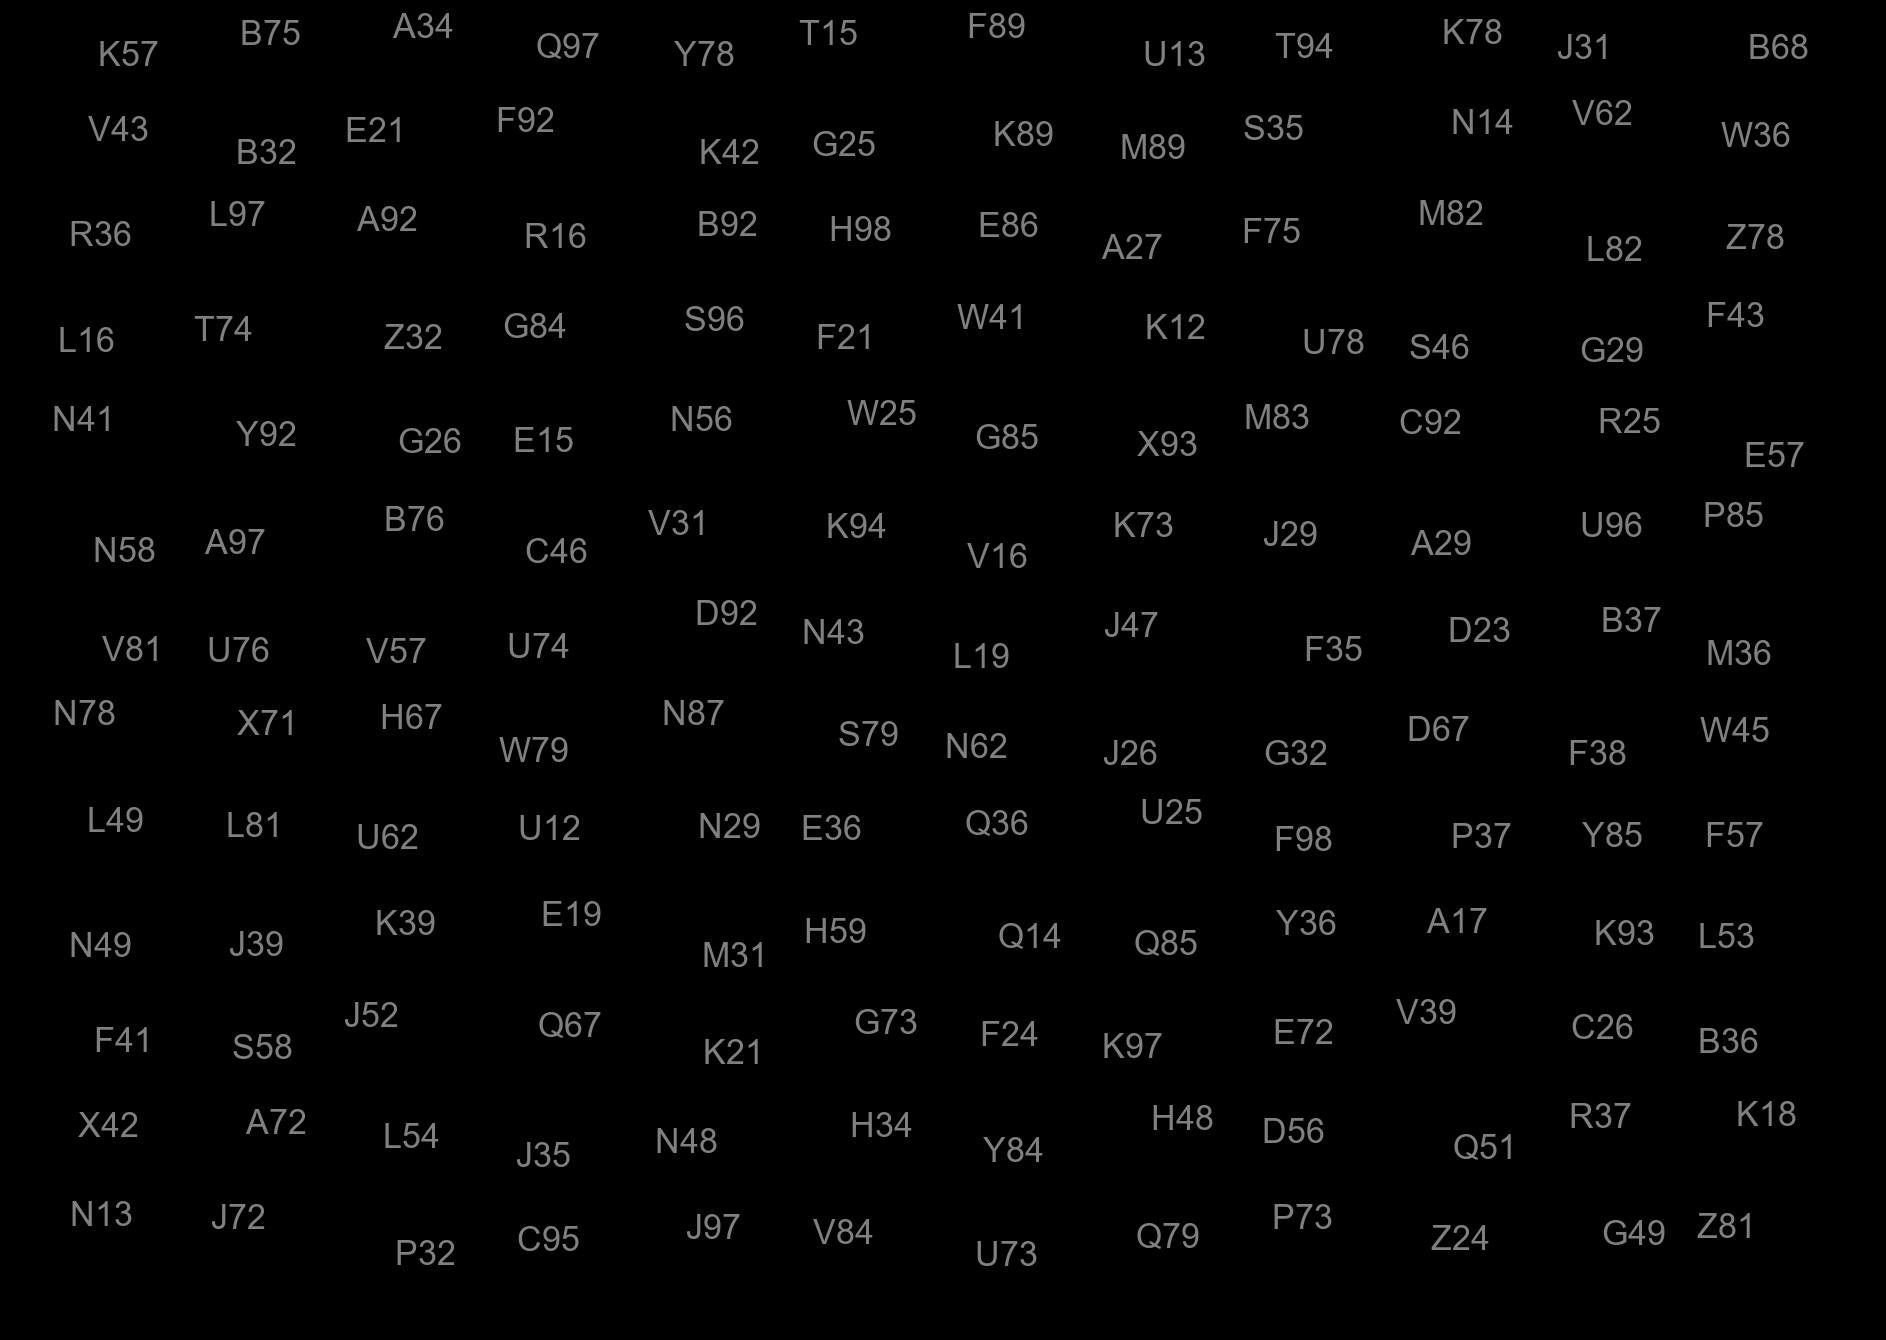 K57 B75 A34 Q97 Y78 T15 F89 U13 T94 K78 J31 B68
V43 B32 E21 F92 K42 G25 K89 M89 S35 N14 V62 W36
R36 L97 A92 R16 B92 H98 E86 A27 F75 M82 L82 Z78
L16 T74 Z32 G84 S96 F21 W41 K12 U78 S46 G29 F43
N41 Y92 G26 E15 N56 W25 G85 X93 M83 C92 R25 E57
N58 A97 B76 C46 V31 K94 V16 K73 J29 A29 U96 P85
V81 U76 V57 U74 D92 N43 L19 J47 F35 D23 B37 M36
N78 X71 H67 W79 N87 S79 N62 J26 G32 D67 F38 W45
L49 L81 U62 U12 N29 E36 Q36 U25 F98 P37 Y85 F57
N49 J39 K39 E19 M31 H59 Q14 Q85 Y36 A17 K93 L53
F41 S58 J52 Q67 K21 G73 F24 K97 E72 V39 C26 B36
X42 A72 L54 J35 N48 H34 Y84 H48 D56 Q51 R37 K18
N13 J72 P32 C95 J97 V84 U73 Q79 P73 Z24 G49 Z81